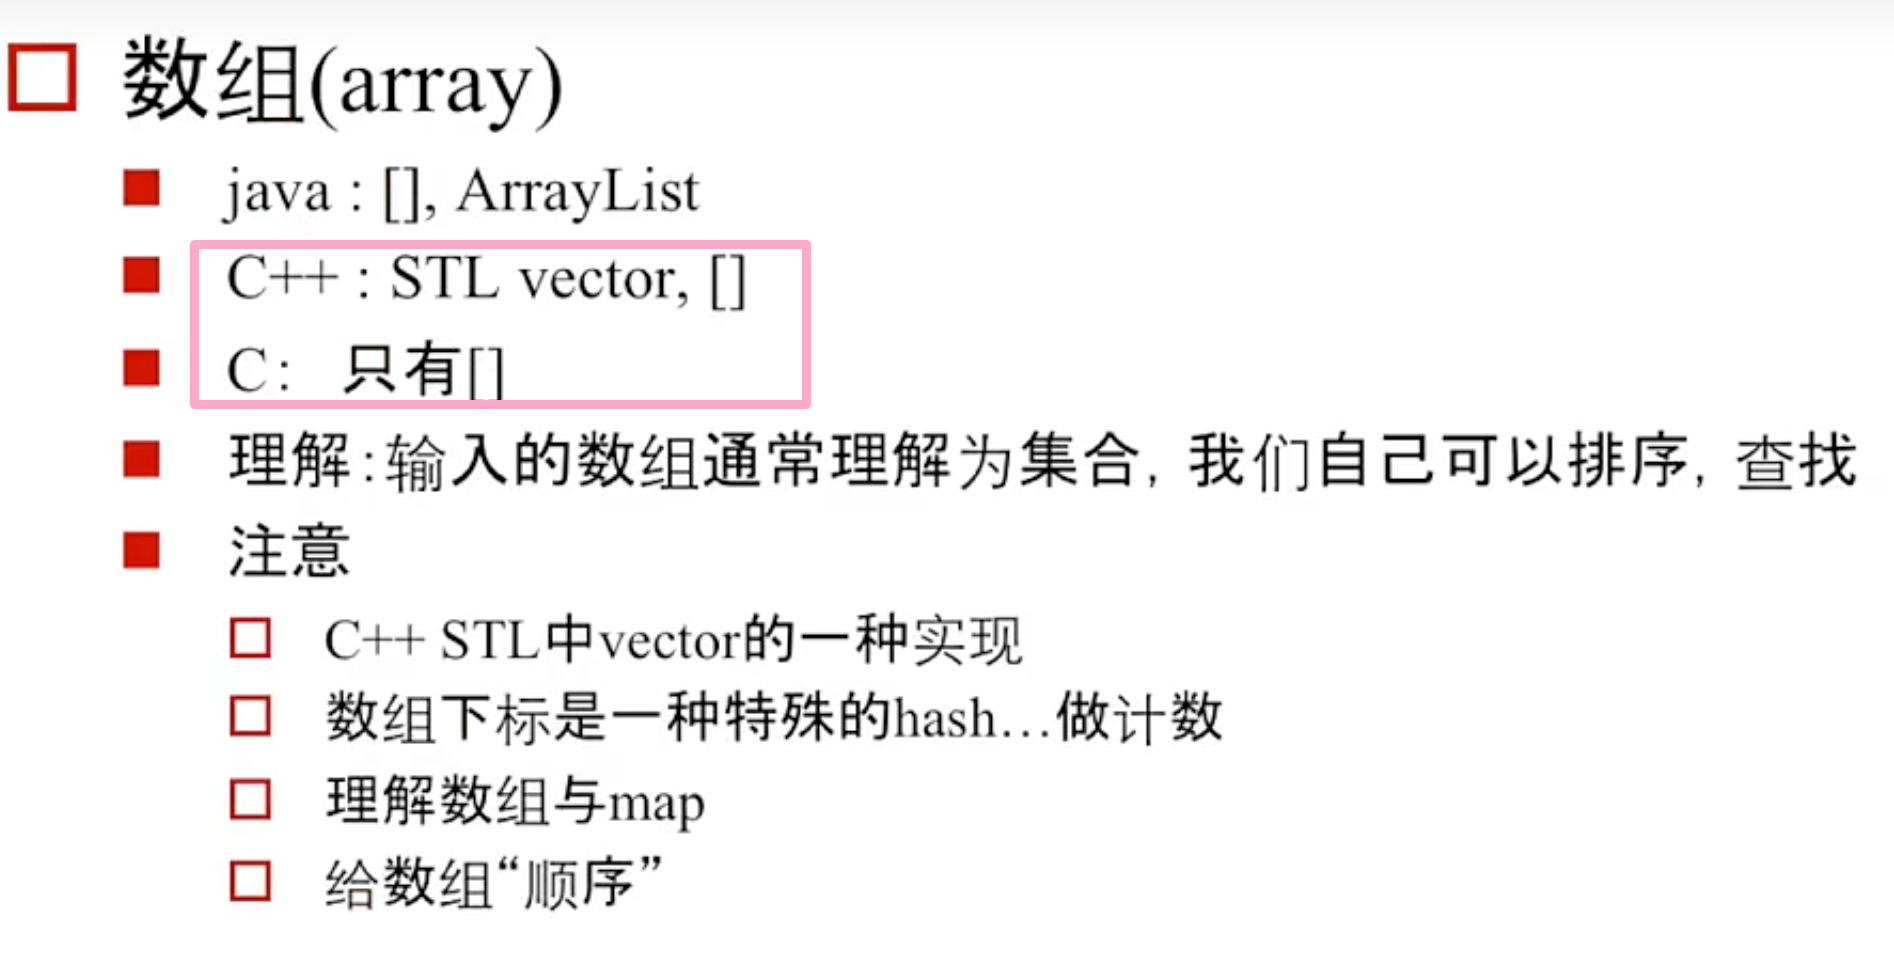 数组(array)
java : [], ArrayList
C++ : STL vector, []
C: 只有[]
理解:输入的数组通常理解为集合, 我们自己可以排序, 查找
注意
C++ STL中vector的一种实现
数组下标是一种特殊的hash…做计数
理解数组与map
给数组“顺序”